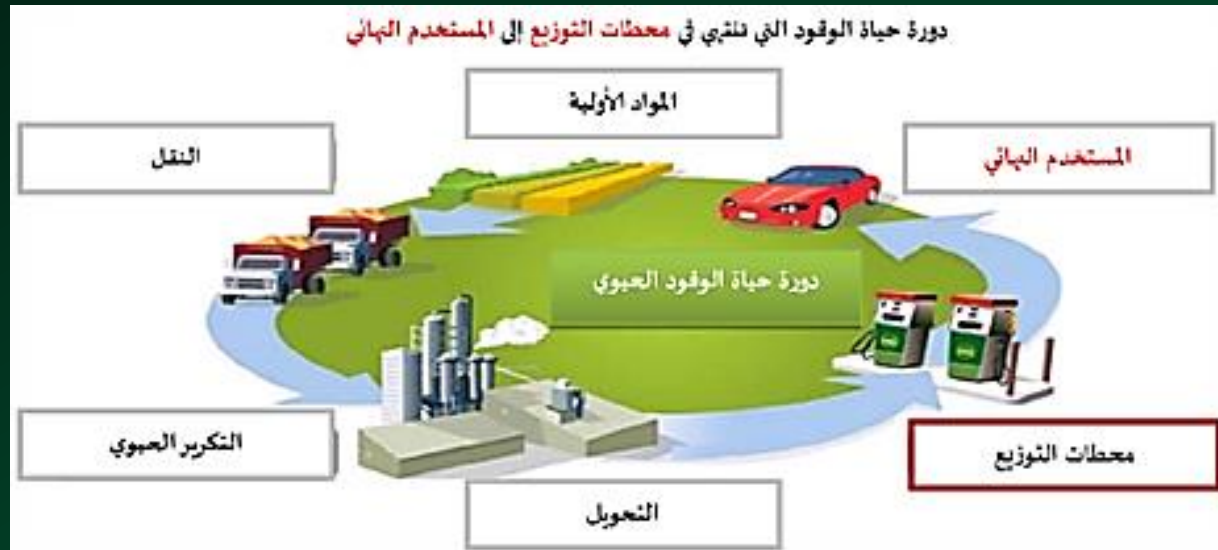 دورة حياة الوقود التي تنتهي في محطات التوزيع إلى المستخدم النهائي
المواد الأولية
النقل
المستخدم النهائي
دورة حياة الوقود الحيوي
التكرير الحيوي
محطات التوزيع
التحويل